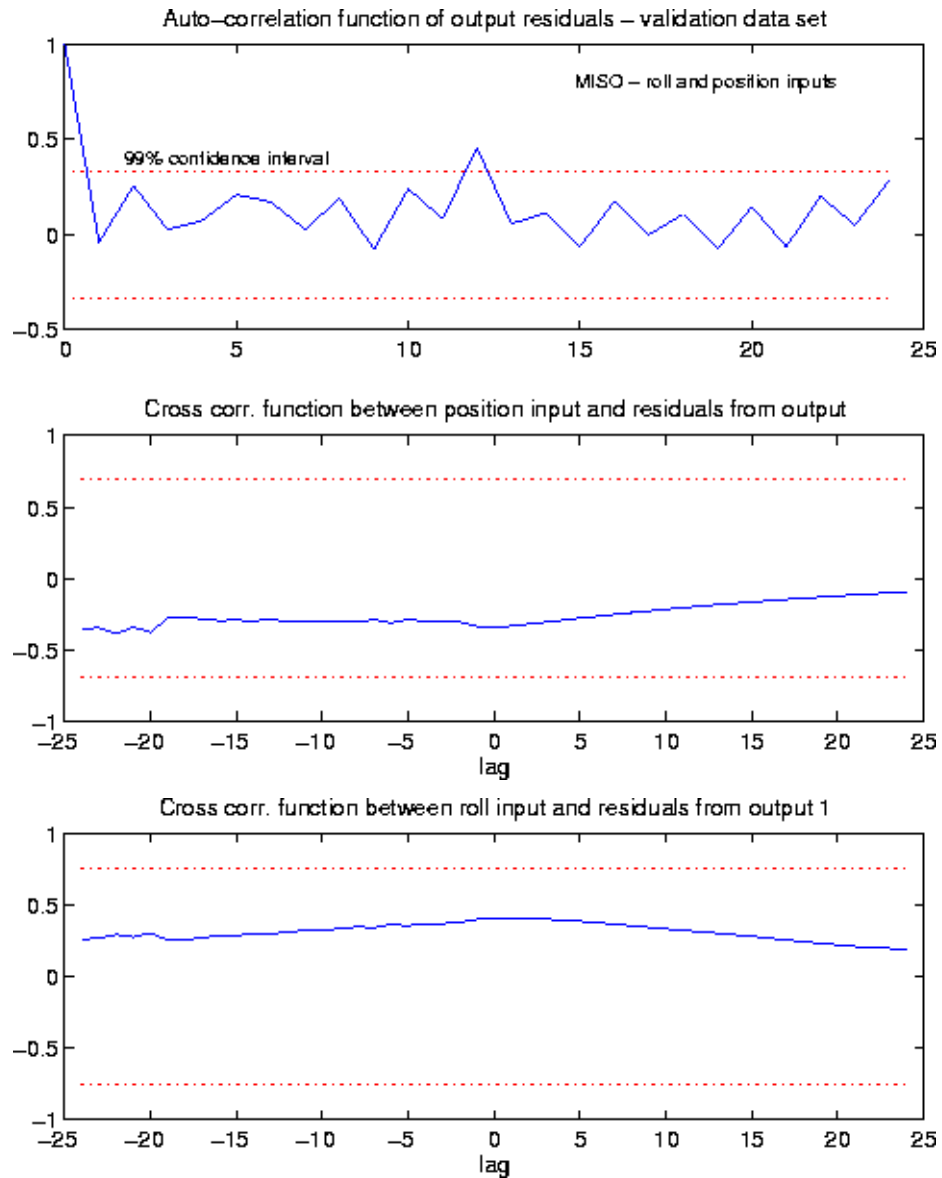 Auto-correlation function of output residuals - validation data set
1
MISO - roll and position inputs
0.5
99% confidence interval
0
-0.5
0 5 10 15 20 25
Cross corr. function between position input and residuals from output
1
0.5
0
-0.5
-1
-25 -20 -15 -10 -5 0 5 10 15 20 25
lag
Cross corr. function between roll input and residuals from output 1
1
0.5
0
-0.5
-1
-25 -20 -15 -10 -5 0 5 10 15 20 25
lag